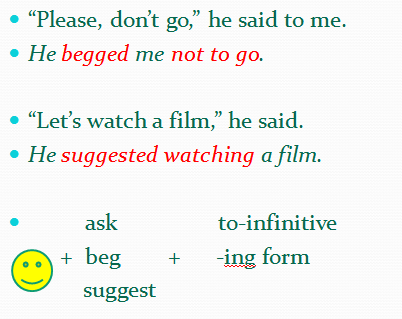 • “Please, don’t go,” he said to me.
• He begged me not to go.
• “Let’s watch a film,” he said.
• He suggested watching a film.
• ask to-infinitive
+ beg + -ing form
suggest